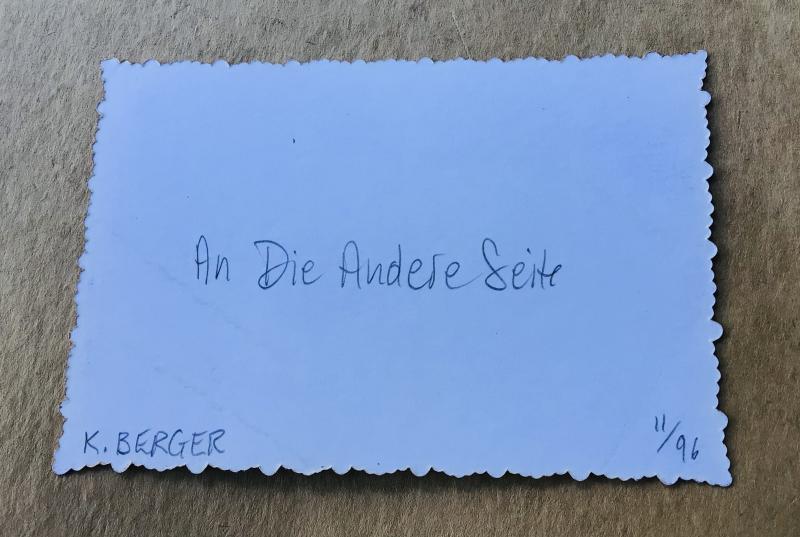 An Die Andere Seite
K. BERGER
11/96